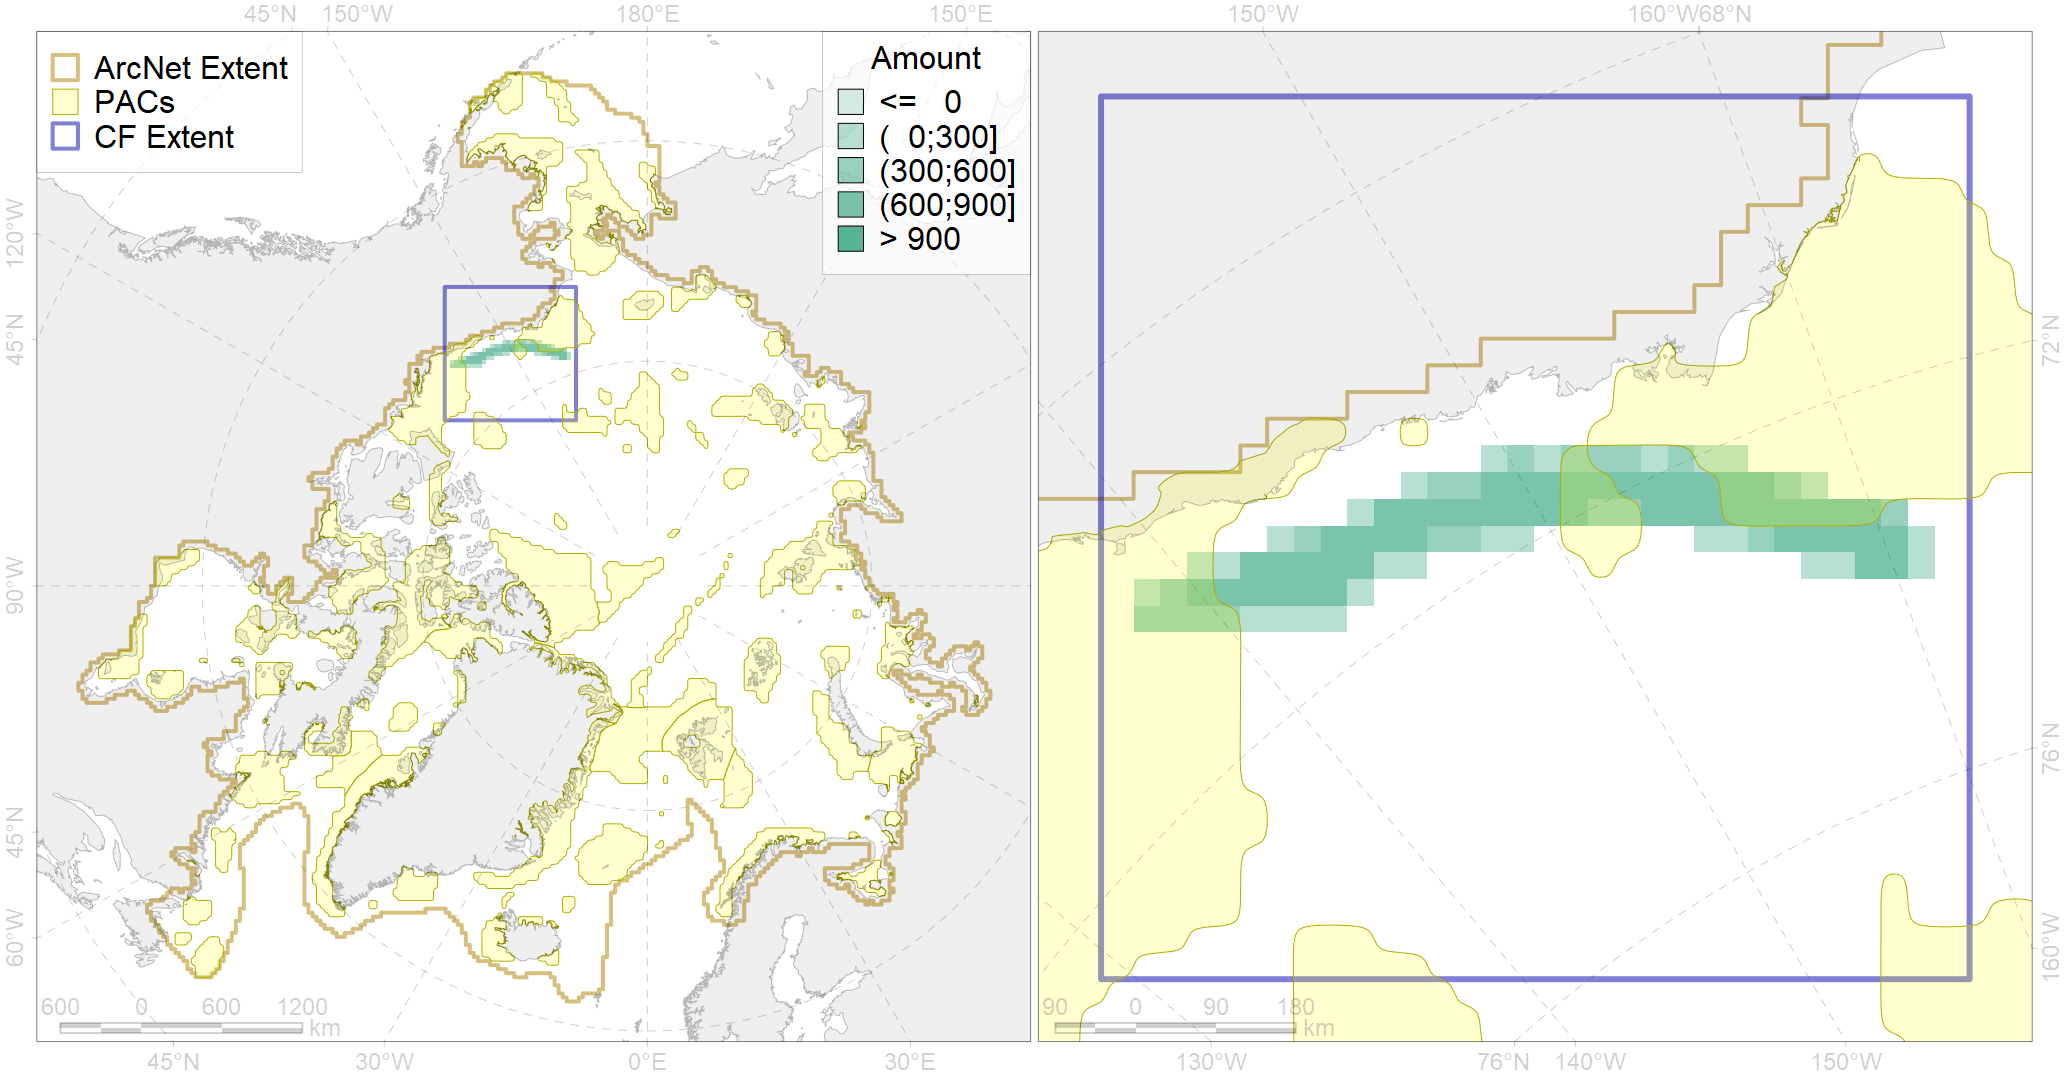 45°N 150°W 180°E 150°E 150°W 160°W68°N
ArcNet Extent
PACs
CF Extent
Amount
<= 0
( 0;300]
(300;600]
(600;900]
> 900
120°W
45°N
90°W
45°N
60°W
72°N
76°N
160°W
600 0 600 1200
km
90 0 90 180
km
45°N 30°W 0°E 30°E 130°W 76°N 140°W 150°W